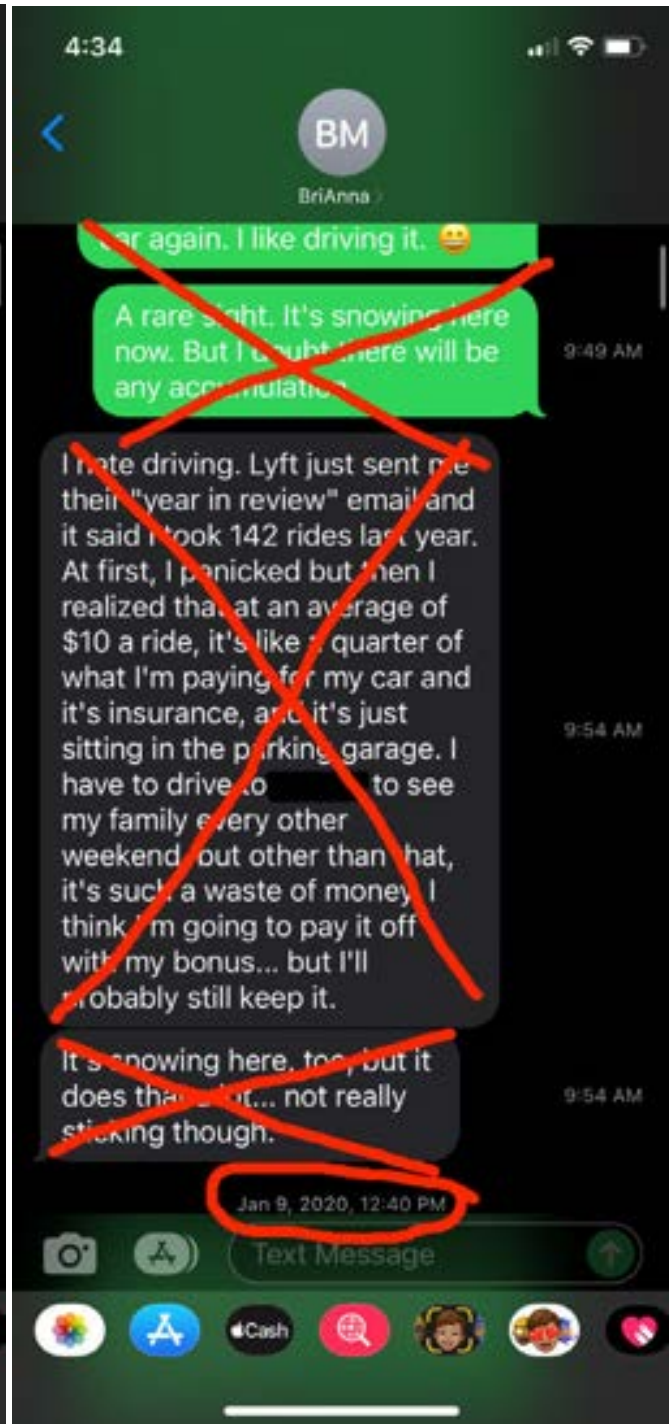 4:34
BM
BriAnna
car again. I like driving it. 😀
A rare sight. It's snowing here
now. But I doubt there will be
any accumulation
9:49 AM
I hate driving. Lyft just sent me
their "year in review" email and
it said I took 142 rides last year.
At first, I panicked but then I
realized that at an average of
$10 a ride, it's like a quarter of
what I'm paying for my car and
it's insurance, and it's just
sitting in the parking garage. I
have to drive to to see
my family every other
weekend, but other than that,
it's such a waste of money. I
think I'm going to pay it off
with my bonus... but I'll
probably still keep it.
9:54 AM
It's snowing here, too, but it
does that a lot... not really
sticking though.
9:54 AM
Jan 9, 2020, 12:40 PM
Text Message
Cash